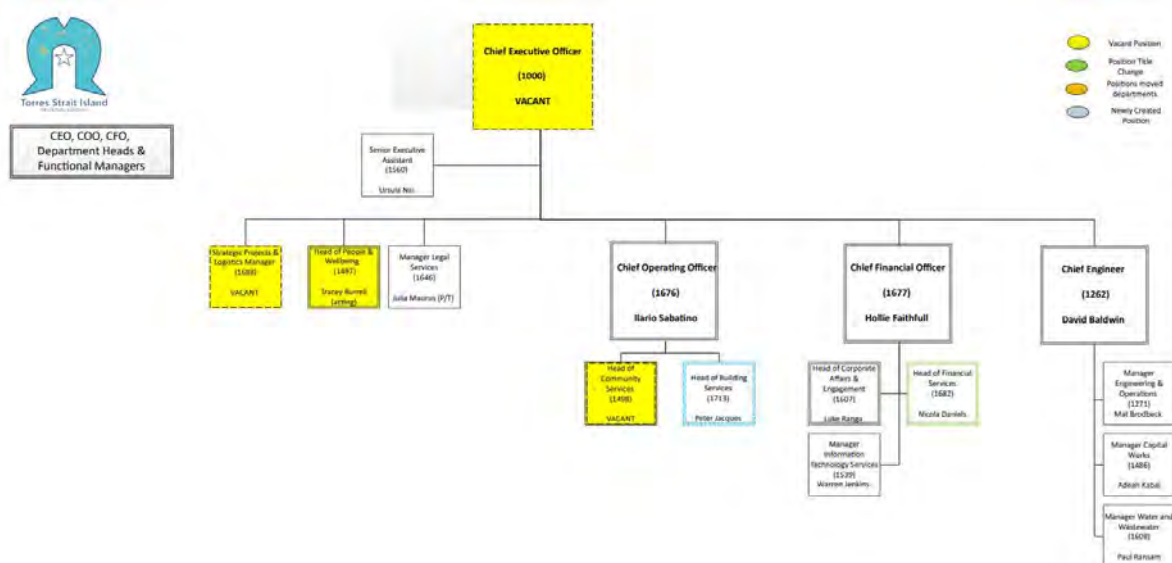 Torres Strait Island
CEO, COO, CFO,
Department Heads &
Functional Managers
Chief Executive Officer
(1000)
VACANT
Vacant Position
Position Title
Change
Positions moved
departments
Newly Created
Position
Senior Executive
Assistant
(1560)
Ursula
Strategic Projects &
Logistics Manager
VACANT
Head of People &
Wellbeing
(1497)
Tracey Burrell
(acting)
Manager Legal
Services
(1646)
Julia Maurus (P/T)
Chief Operating Officer
(1676)
Ilario Sabatino
Chief Financial Officer
(1677)
Hollie Faithfull
Chief Engineer
(1262)
David Baldwin
Head of
Community
Services
(1498)
VACANT
Head of Building
Services
(1713)
Peter Jacques
Head of Corporate
Affairs &
Engagement
(1607)
Luke Ranga
Head of Financial
Services
(1682)
Nicola Daniels
Manager
Information
Technology Services
(1539)
Warren Jenkins
Manager
Engineering &
Operations
(1271)
Mat Brodbeck
Manager Capital
Works
(1486)
Adeah Kabai
Manager Water and
Wastewater
(1609)
Paul Ransam